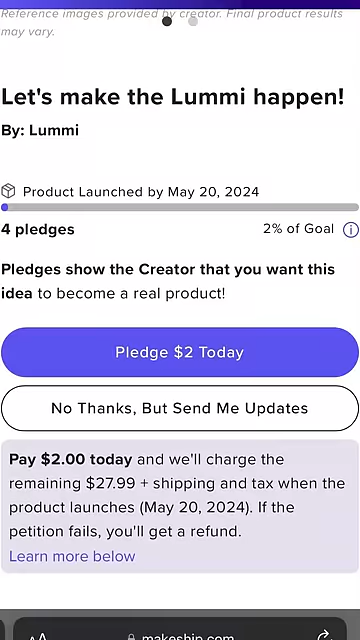 Reference images provided by creator. Final product results
may vary.
Let's make the Lummi happen!
By: Lummi
Product Launched by May 20, 2024
4 pledges
2% of Goal
Pledges show the Creator that you want this
idea to become a real product!
Pledge $2 Today
No Thanks, But Send Me Updates
Pay $2.00 today and we'll charge the
remaining $27.99 + shipping and tax when the
product launches (May 20, 2024). If the
petition fails, you'll get a refund.
Learn more below
AA
makeship.com